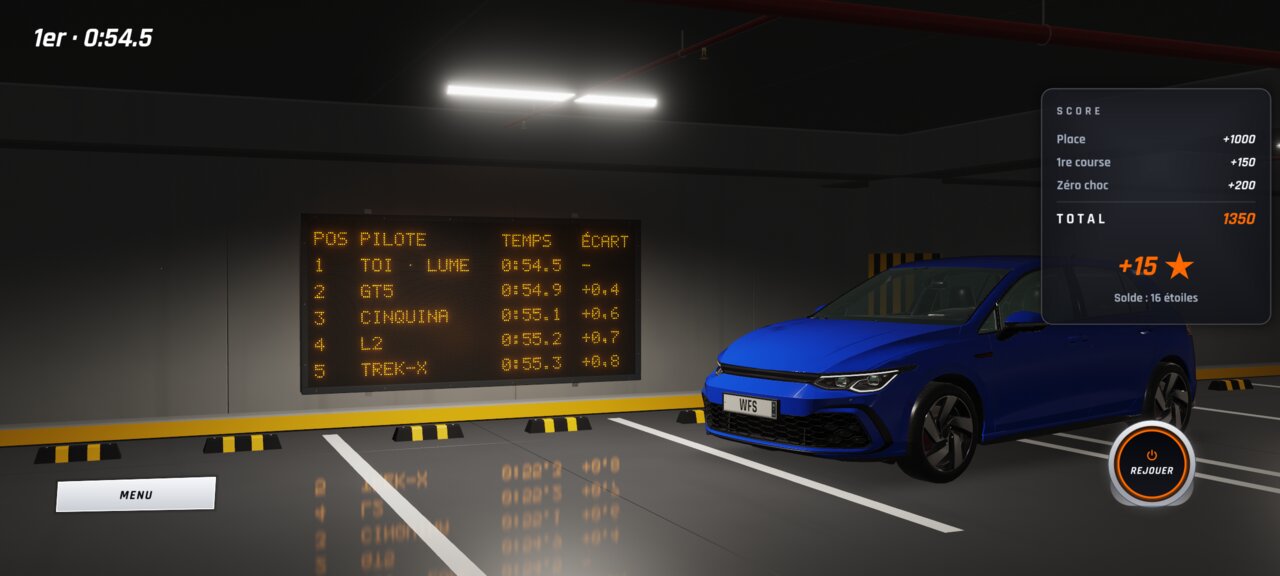 1er · 0:54.5
SCORE
Place +1000
1re course +150
Zéro choc +200
TOTAL 1350
+15 ★
Solde : 16 étoiles
POS PILOTE TEMPS ÉCART
1 TOI · LUME 0:54.5 -
2 GT5 0:54.9 +0,4
3 CINQUINA 0:55.1 +0,6
4 L2 0:55.2 +0,7
5 TREK-X 0:55.3 +0,8
WFS
MENU
REJOUER